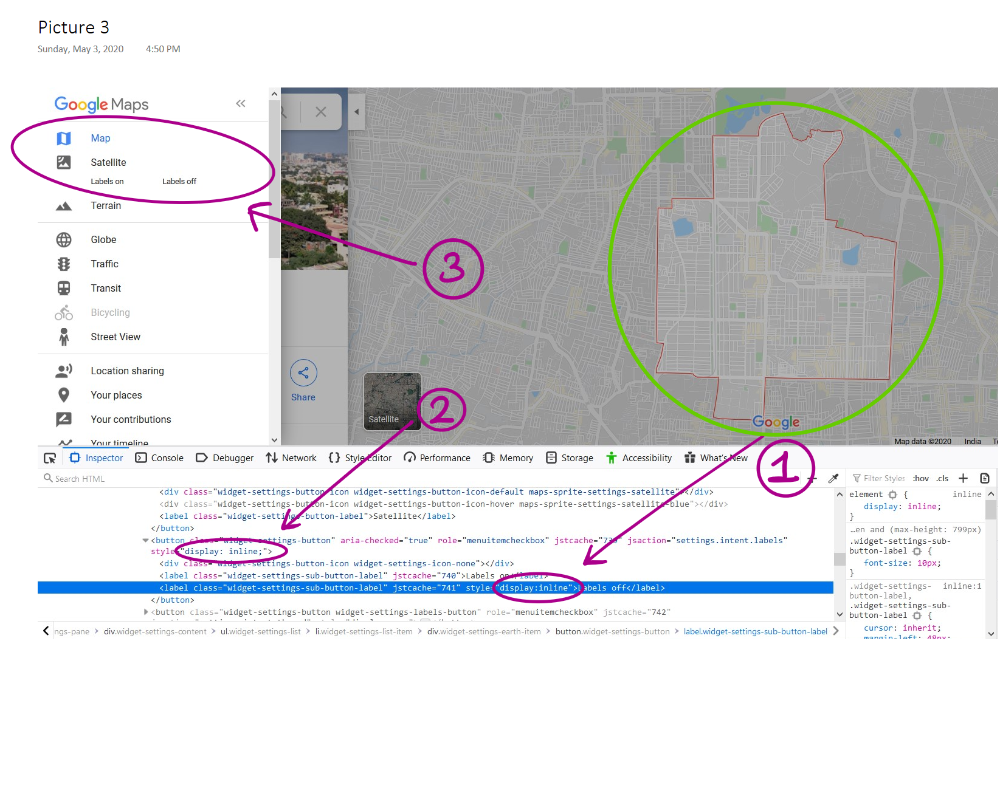 Picture 3
Sunday, May 3, 2020 4:50 PM
Google Maps
Map
Satellite
Labels on Labels off
Terrain
Globe
Traffic
Transit
Bicycling
Street View
Location sharing
Your places
Your contributions
Your timeline
Share
Satellite
Google
Map data ©2020 India
3
2
1
Inspector Console Debugger Network Style Editor Performance Memory Storage Accessibility What's New
Search HTML
<div class="widget-settings-button-icon widget-settings-button-icon-default maps-sprite-settings-satellite"></div>
<div class="widget-settings-button-icon widget-settings-button-icon-hover maps-sprite-settings-satellite-blue"></div>
<label class="widget-settings-button-label">Satellite</label>
</button>
<button class="widget-settings-button" aria-checked="true" role="menuitemcheckbox" jstcache="739" jsaction="settings.intent.labels"
style="display: inline;">
<div class="widget-settings-button-icon widget-settings-icon-none"></div>
<label class="widget-settings-sub-button-label" jstcache="740">Labels on</label>
<label class="widget-settings-sub-button-label" jstcache="741" style="display:inline">Labels off</label>
</button>
<button class="widget-settings-button widget-settings-labels-button" role="menuitemcheckbox" jstcache="742"
ngs-pane > div.widget-settings-content > ul.widget-settings-list > li.widget-settings-list-item > div.widget-settings-earth-item > button.widget-settings-button > label.widget-settings-sub-button-label
Filter Styles :hov .cls +
element { inline
display: inline;
}
…en and (max-height: 799px)
.widget-settings-sub-
button-label {
font-size: 10px;
}
.widget-settings- inline:1
button-label,
.widget-settings-sub-
button-label {
cursor: inherit;
margin-left: 48px;